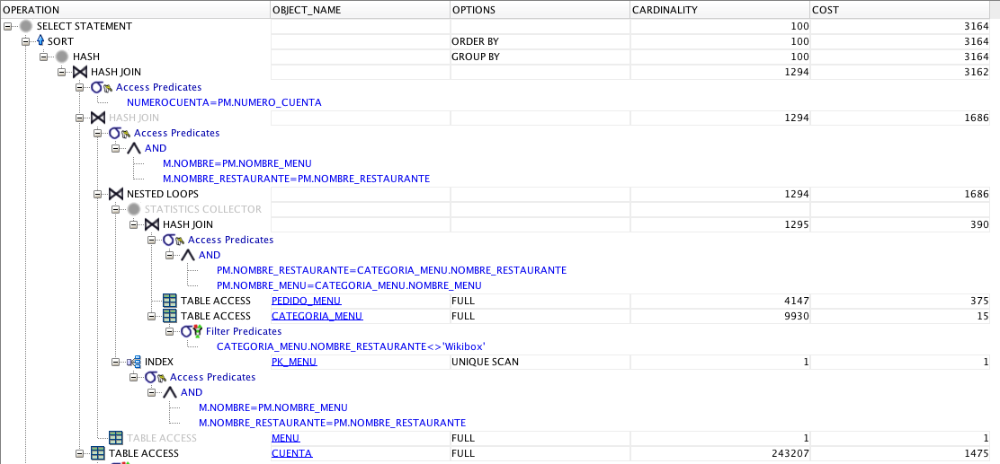 OPERATION OBJECT_NAME OPTIONS CARDINALITY COST
SELECT STATEMENT 100 3164
SORT ORDER BY 100 3164
HASH GROUP BY 100 3164
HASH JOIN 1294 3162
Access Predicates
NUMEROCUENTA=PM.NUMERO_CUENTA
HASH JOIN 1294 1686
Access Predicates
AND
M.NOMBRE=PM.NOMBRE_MENU
M.NOMBRE_RESTAURANTE=PM.NOMBRE_RESTAURANTE
NESTED LOOPS 1294 1686
STATISTICS COLLECTOR
HASH JOIN 1295 390
Access Predicates
AND
PM.NOMBRE_RESTAURANTE=CATEGORIA_MENU.NOMBRE_RESTAURANTE
PM.NOMBRE_MENU=CATEGORIA_MENU.NOMBRE_MENU
TABLE ACCESS PEDIDO_MENU FULL 4147 375
TABLE ACCESS CATEGORIA_MENU FULL 9930 15
Filter Predicates
CATEGORIA_MENU.NOMBRE_RESTAURANTE<>'Wikibox'
INDEX PK_MENU UNIQUE SCAN 1 1
Access Predicates
AND
M.NOMBRE=PM.NOMBRE_MENU
M.NOMBRE_RESTAURANTE=PM.NOMBRE_RESTAURANTE
TABLE ACCESS MENU FULL 1 1
TABLE ACCESS CUENTA FULL 243207 1475